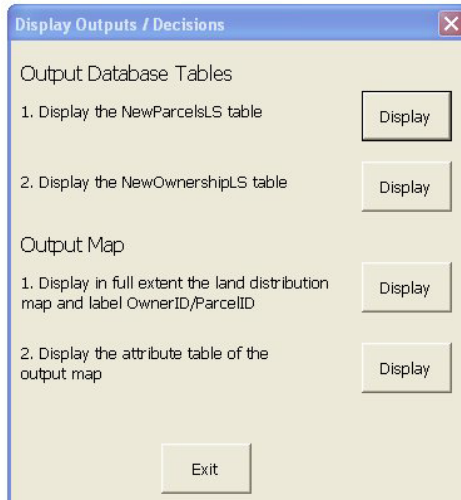 Display Outputs / Decisions
Output Database Tables
1. Display the NewParcelsLS table
Display
2. Display the NewOwnershipLS table
Display
Output Map
1. Display in full extent the land distribution
map and label OwnerID/ParcelID
Display
2. Display the attribute table of the
output map
Display
Exit